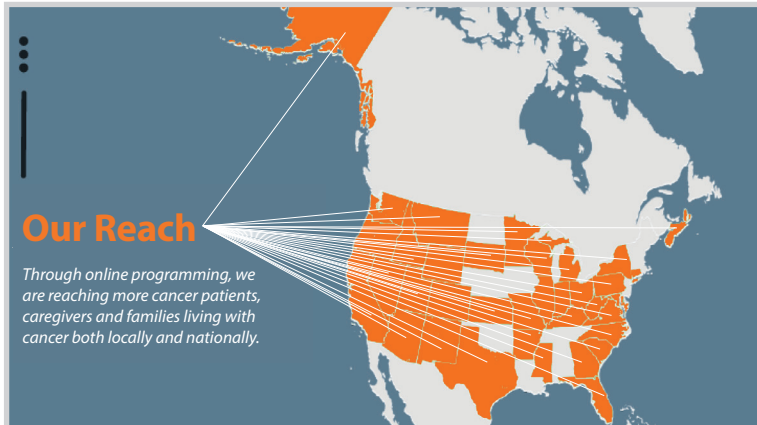 Our Reach
Through online programming, we
are reaching more cancer patients,
caregivers and families living with
cancer both locally and nationally.